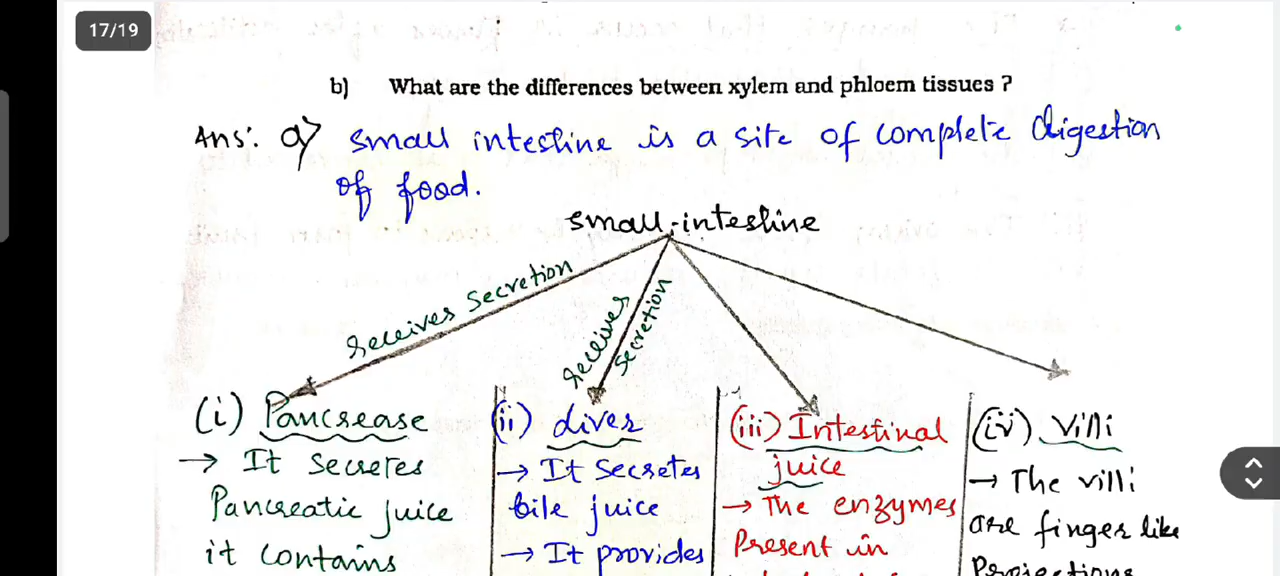 17/19
b) What are the differences between xylem and phloem tissues ?
Ans: a) small intestine is a site of complete digestion
of food.
small intestine
receives secretion
receives secretion
(i) Pancrease
→ It secretes
Pancreatic juice
it contains
(ii) liver
→ It secretes
bile juice
→ It provides
(iii) Intestinal
juice
→ The enzymes
Present in
(iv) Villi
→ The villi
are finger like
Projections